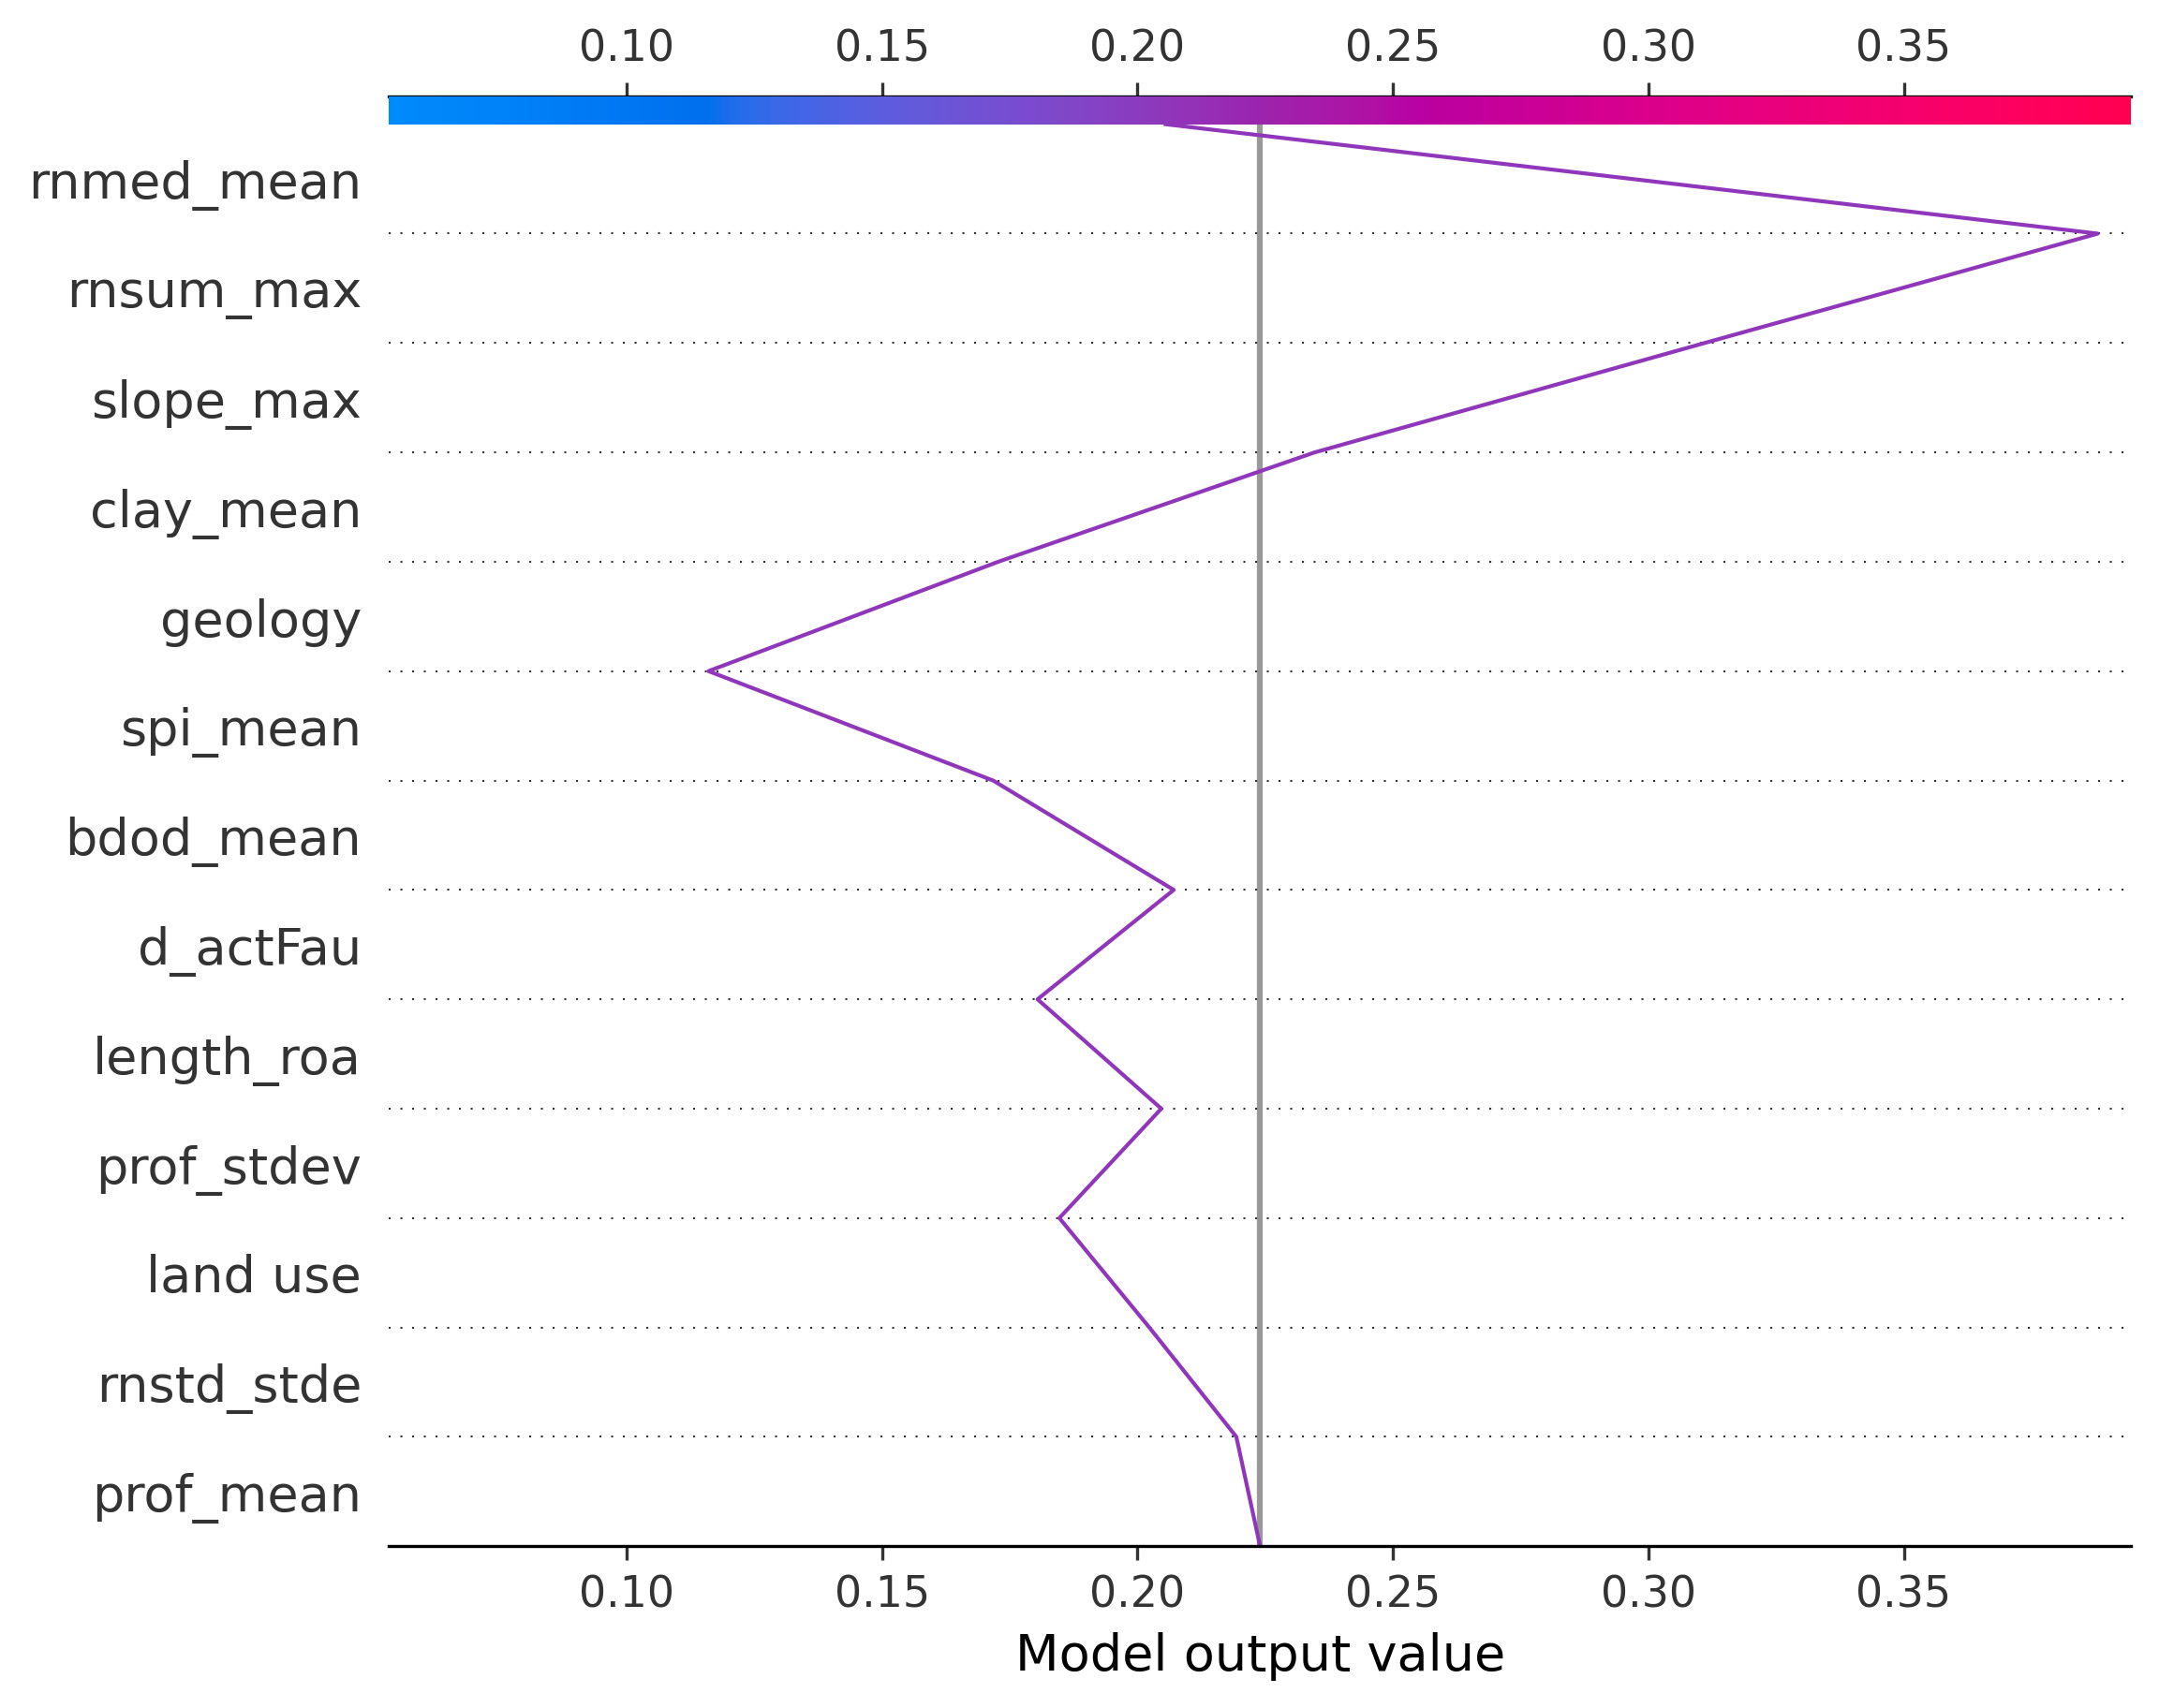 0.10 0.15 0.20 0.25 0.30 0.35
rnmed_mean
rnsum_max
slope_max
clay_mean
geology
spi_mean
bdod_mean
d_actFau
length_roa
prof_stdev
land use
rnstd_stde
prof_mean
0.10 0.15 0.20 0.25 0.30 0.35
Model output value